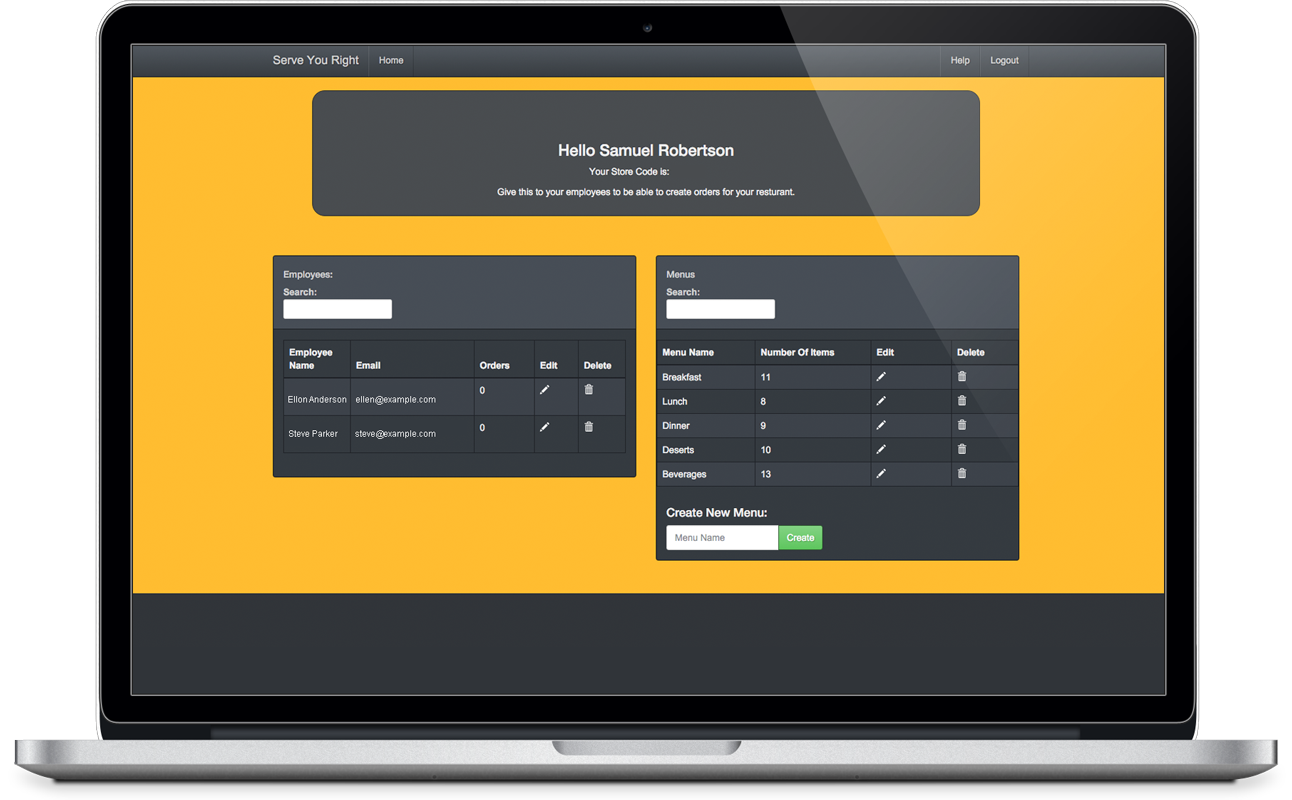 Serve You Right Home Help Logout
Hello Samuel Robertson
Your Store Code is:
Give this to your employees to be able to create orders for your resturant.
Employees:
Search:
Employee Name Email Orders Edit Delete
Ellon Anderson ellen@example.com 0
Steve Parker steve@example.com 0
Menus
Search:
Menu Name Number Of Items Edit Delete
Breakfast 11
Lunch 8
Dinner 9
Deserts 10
Beverages 13
Create New Menu:
Menu Name Create